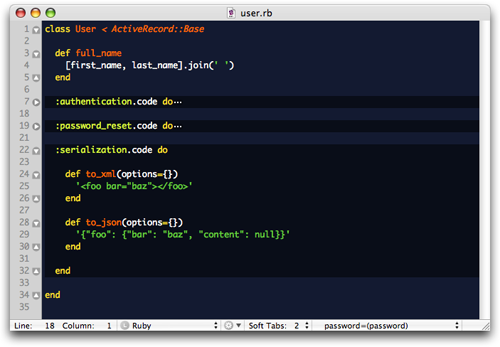 user.rb
1 class User < ActiveRecord::Base
2
3 def full_name
4 [first_name, last_name].join(' ')
5 end
6
7 :authentication.code do...
18
19 :password_reset.code do...
21
22 :serialization.code do
23
24 def to_xml(options={})
25 '<foo bar="baz"></foo>'
26 end
27
28 def to_json(options={})
29 '{"foo": {"bar": "baz", "content": null}}'
30 end
31
32 end
33
34 end
35
Line: 18 Column: 1 Ruby Soft Tabs: 2 password=(password)